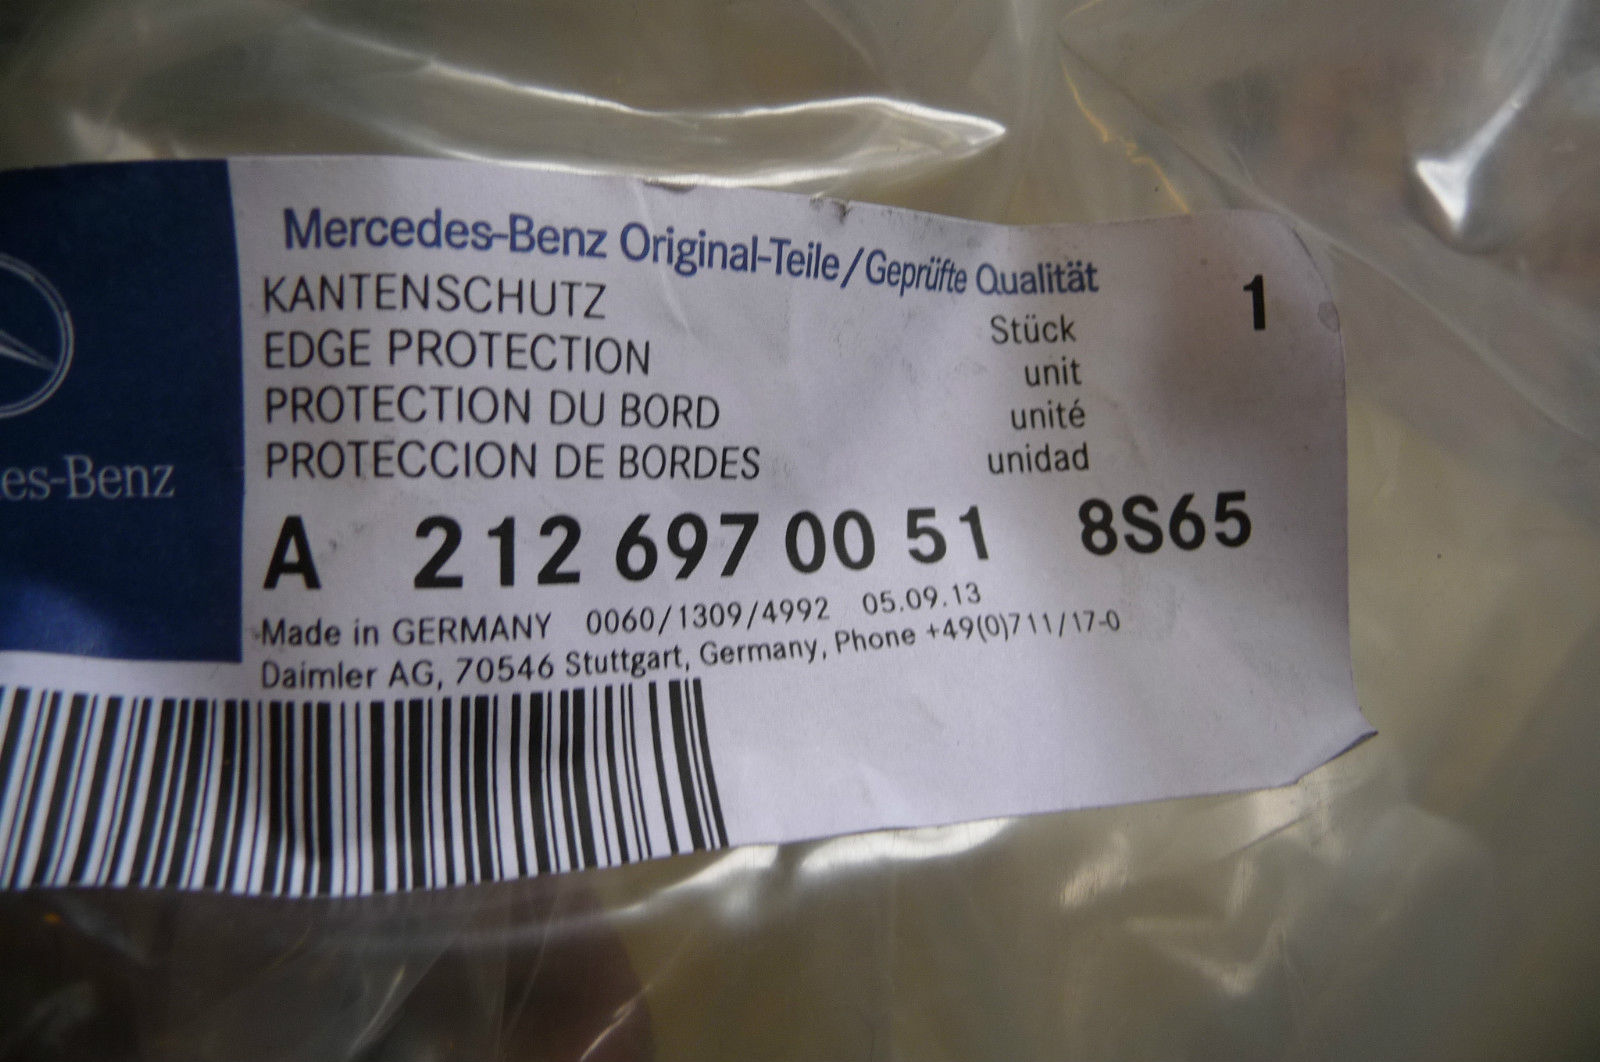 Mercedes-Benz Original-Teile/Geprüfte Qualität
KANTENSCHUTZ
EDGE PROTECTION
PROTECTION DU BORD
PROTECCION DE BORDES
Stück 1
unit
unité
unidad
es-Benz
A 212 697 00 51 8S65
Made in GERMANY 0060/1309/4992 05.09.13
Daimler AG, 70546 Stuttgart, Germany, Phone +49(0)711/17-0